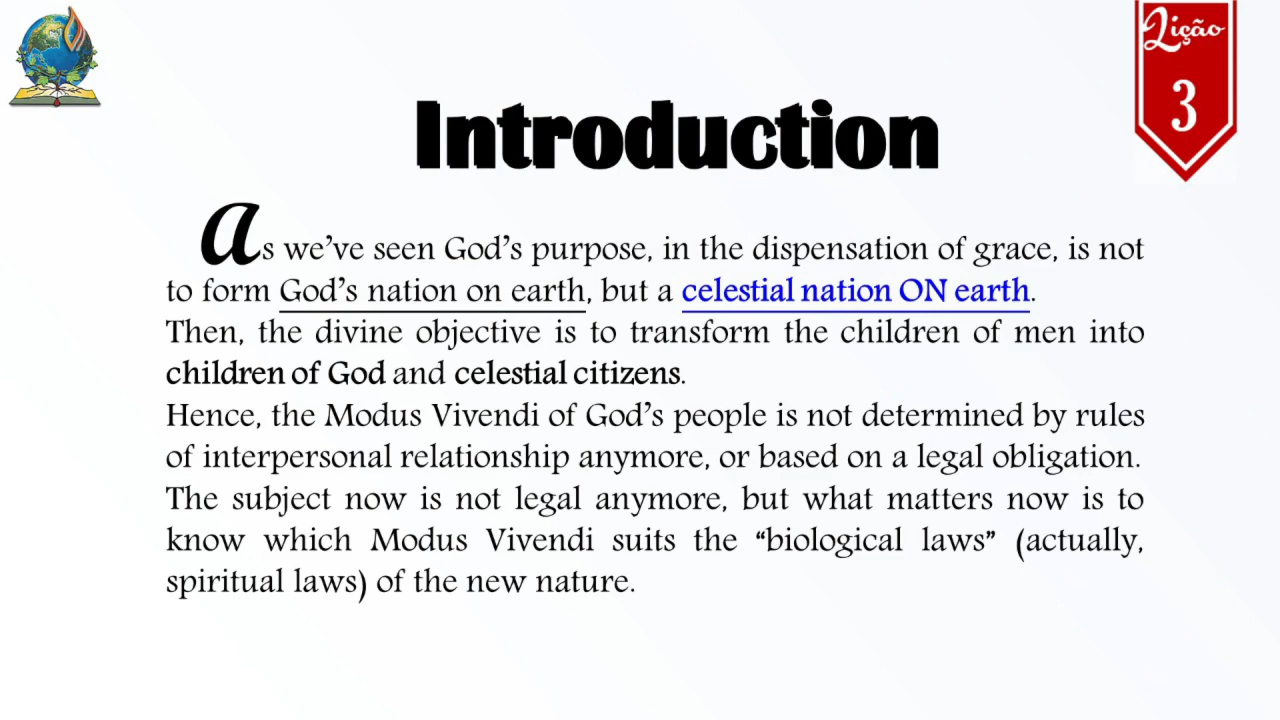 Lição
3
Introduction
As we’ve seen God’s purpose, in the dispensation of grace, is not
to form God’s nation on earth, but a celestial nation ON earth.
Then, the divine objective is to transform the children of men into
children of God and celestial citizens.
Hence, the Modus Vivendi of God’s people is not determined by rules
of interpersonal relationship anymore, or based on a legal obligation.
The subject now is not legal anymore, but what matters now is to
know which Modus Vivendi suits the “biological laws” (actually,
spiritual laws) of the new nature.